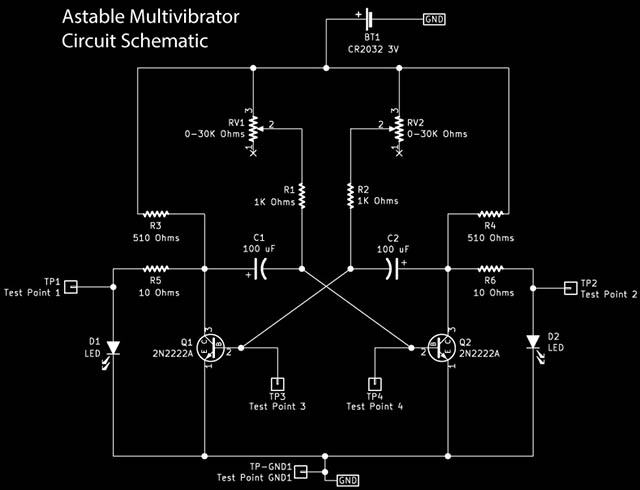 Astable Multivibrator
Circuit Schematic
+
GND
BT1
CR2032 3V
3
RV1
2
0-30K Ohms
1
3
RV2
2
0-30K Ohms
1
R1
1K Ohms
R2
1K Ohms
R3
510 Ohms
R4
510 Ohms
C1
100 uF
+
C2
100 uF
+
TP1
Test Point 1
R5
10 Ohms
R6
10 Ohms
TP2
Test Point 2
D1
LED
Q1
2N2222A
3
C
B
E
2
1
Q2
2N2222A
3
C
B
E
2
1
D2
LED
TP3
Test Point 3
TP4
Test Point 4
TP-GND1
Test Point GND1
GND